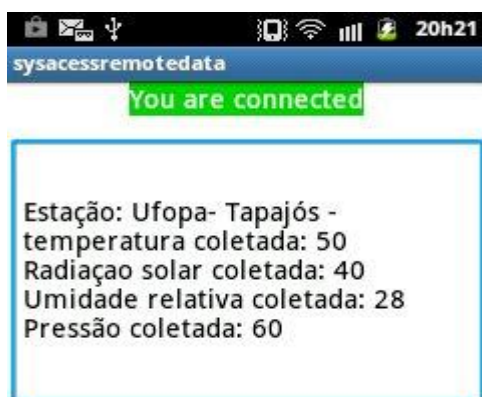 20h21
sysacessremotedata
You are connected
Estação: Ufopa- Tapajós -
temperatura coletada: 50
Radiaçao solar coletada: 40
Umidade relativa coletada: 28
Pressão coletada: 60